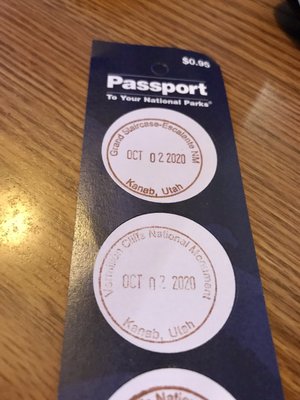 $0.95
Passport
To Your National Parks®
Grand Staircase-Escalante NM
OCT 02 2020
Kanab, Utah
Vermilion Cliffs National Monument
OCT 02 2020
Kanab, Utah
National